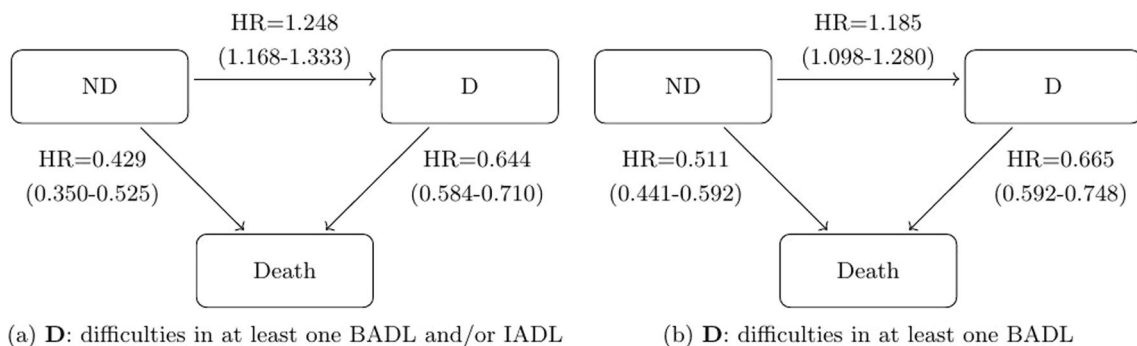 HR=1.248
(1.168-1.333)
ND
D
HR=0.429
(0.350-0.525)
HR=0.644
(0.584-0.710)
Death
(a) D: difficulties in at least one BADL and/or IADL
HR=1.185
(1.098-1.280)
ND
D
HR=0.511
(0.441-0.592)
HR=0.665
(0.592-0.748)
Death
(b) D: difficulties in at least one BADL